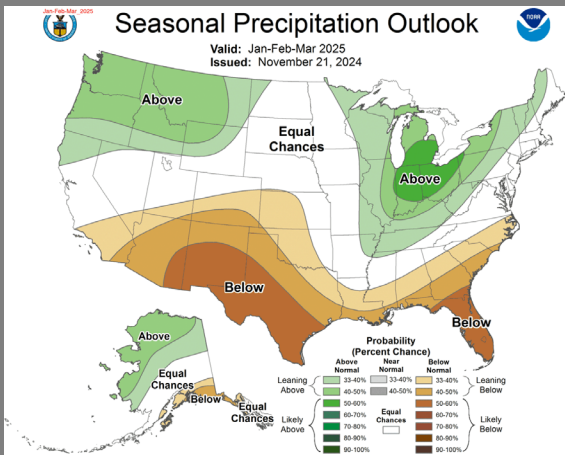 Jan-Feb-Mar 2025
Seasonal Precipitation Outlook
NOAA
Valid: Jan-Feb-Mar 2025
Issued: November 21, 2024
Above
Equal
Chances
Above
Below
Below
Above
Equal
Chances
Below
Equal
Chances
Probability
(Percent Chance)
Above
Normal
Near
Normal
Below
Normal
Leaning
Above
33-40%
33-40%
33-40%
Leaning
Below
40-50%
40-50%
40-50%
Likely
Above
50-60%
Equal
Chances
50-60%
Likely
Below
60-70%
60-70%
70-80%
70-80%
80-90%
80-90%
90-100%
90-100%